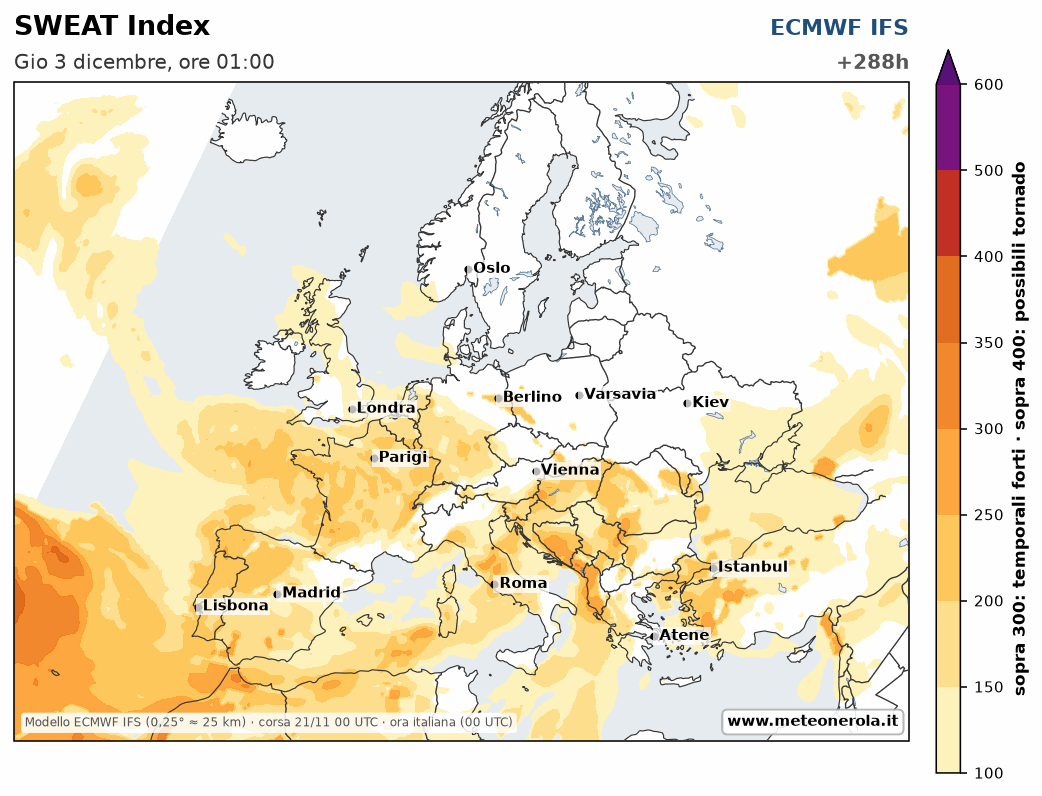 SWEAT Index
ECMWF IFS
Gio 3 dicembre, ore 01:00
+288h
Oslo
Berlino
Varsavia
Kiev
Londra
Parigi
Vienna
Istanbul
Roma
Madrid
Lisbona
Atene
Modello ECMWF IFS (0,25° ≈ 25 km) · corsa 21/11 00 UTC · ora italiana (00 UTC)
www.meteonerola.it
600
500
400
350
300
250
200
150
100
sopra 300: temporali forti · sopra 400: possibili tornado